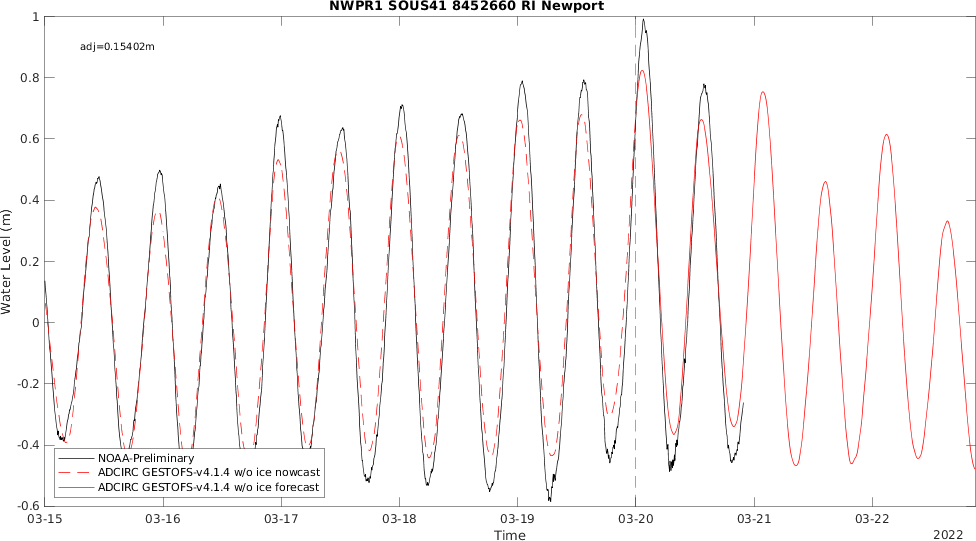 NWPR1 SOUS41 8452660 RI Newport
adj=0.15402m
1
0.8
0.6
0.4
0.2
0
-0.2
-0.4
-0.6
Water Level (m)
NOAA-Preliminary
ADCIRC GESTOFS-v4.1.4 w/o ice nowcast
ADCIRC GESTOFS-v4.1.4 w/o ice forecast
03-15 03-16 03-17 03-18 03-19 03-20 03-21 03-22
Time
2022